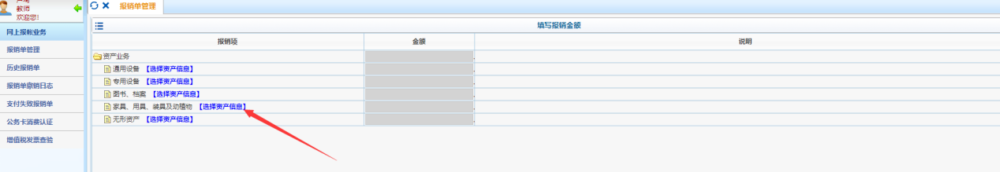 教师
欢迎您!
网上报帐业务
报销单管理
历史报销单
报销单撤销日志
支付失败报销单
公务卡消费认证
增值税发票查验
报销单管理
填写报销金额
报销项 金额 说明
资产业务
通用设备 【选择资产信息】
专用设备 【选择资产信息】
图书、档案 【选择资产信息】
家具、用具、装具及动植物 【选择资产信息】
无形资产 【选择资产信息】